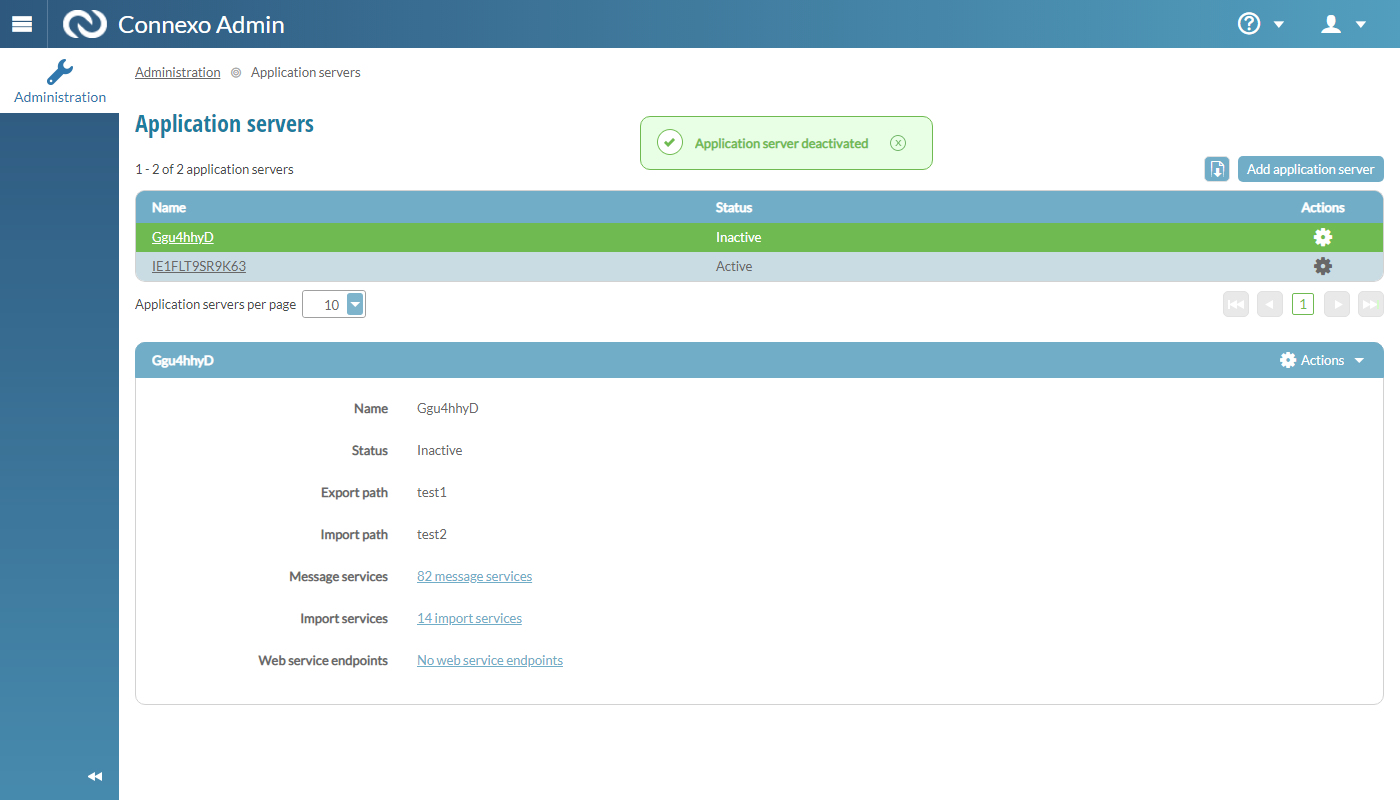 Connexo Admin
Administration
Administration Application servers
Application servers
Application server deactivated
1 - 2 of 2 application servers
Add application server
Name Status Actions
Ggu4hhyD Inactive
IE1FLT9SR9K63 Active
Application servers per page 10
1
Ggu4hhyD Actions
Name Ggu4hhyD
Status Inactive
Export path test1
Import path test2
Message services 82 message services
Import services 14 import services
Web service endpoints No web service endpoints